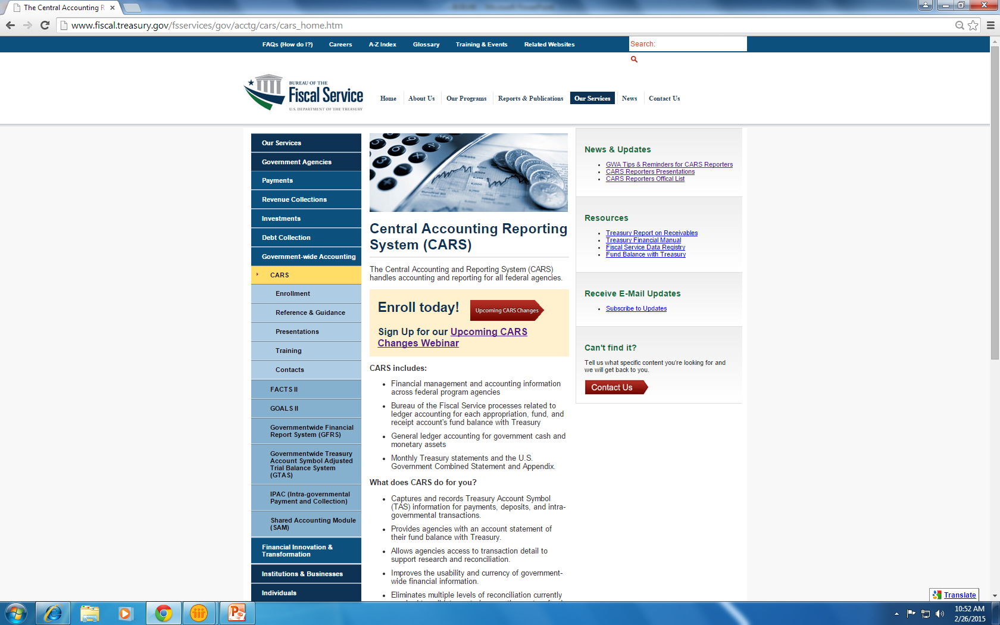 The Central Accounting R
www.fiscal.treasury.gov/fsservices/gov/acctg/cars/cars_home.htm
FAQs (How do I?) Careers A-Z Index Glossary Training & Events Related Websites Search:
BUREAU OF THE
Fiscal Service
U.S. DEPARTMENT OF THE TREASURY
Home About Us Our Programs Reports & Publications Our Services News Contact Us
Our Services
Government Agencies
Payments
Revenue Collections
Investments
Debt Collection
Government-wide Accounting
CARS
Enrollment
Reference & Guidance
Presentations
Training
Contacts
FACTS II
GOALS II
Governmentwide Financial
Report System (GFRS)
Governmentwide Treasury
Account Symbol Adjusted
Trial Balance System
(GTAS)
IPAC (Intra-governmental
Payment and Collection)
Shared Accounting Module
(SAM)
Financial Innovation &
Transformation
Institutions & Businesses
Individuals
Central Accounting Reporting
System (CARS)
The Central Accounting and Reporting System (CARS)
handles accounting and reporting for all federal agencies.
Enroll today! Upcoming CARS Changes
Sign Up for our Upcoming CARS
Changes Webinar
CARS includes:
• Financial management and accounting information
across federal program agencies
• Bureau of the Fiscal Service processes related to
ledger accounting for each appropriation, fund, and
receipt account's fund balance with Treasury
• General ledger accounting for government cash and
monetary assets
• Monthly Treasury statements and the U.S.
Government Combined Statement and Appendix.
What does CARS do for you?
• Captures and records Treasury Account Symbol
(TAS) information for payments, deposits, and intra-
governmental transactions.
• Provides agencies with an account statement of
their fund balance with Treasury.
• Allows agencies access to transaction detail to
support research and reconciliation.
• Improves the usability and currency of government-
wide financial information.
• Eliminates multiple levels of reconciliation currently
News & Updates
• GWA Tips & Reminders for CARS Reporters
• CARS Reporters Presentations
• CARS Reporters Offical List
Resources
• Treasury Report on Receivables
• Treasury Financial Manual
• Fiscal Service Data Registry
• Fund Balance with Treasury
Receive E-Mail Updates
• Subscribe to Updates
Can't find it?
Tell us what specific content you're looking for and
we will get back to you.
Contact Us
Translate
10:52 AM
2/26/2015